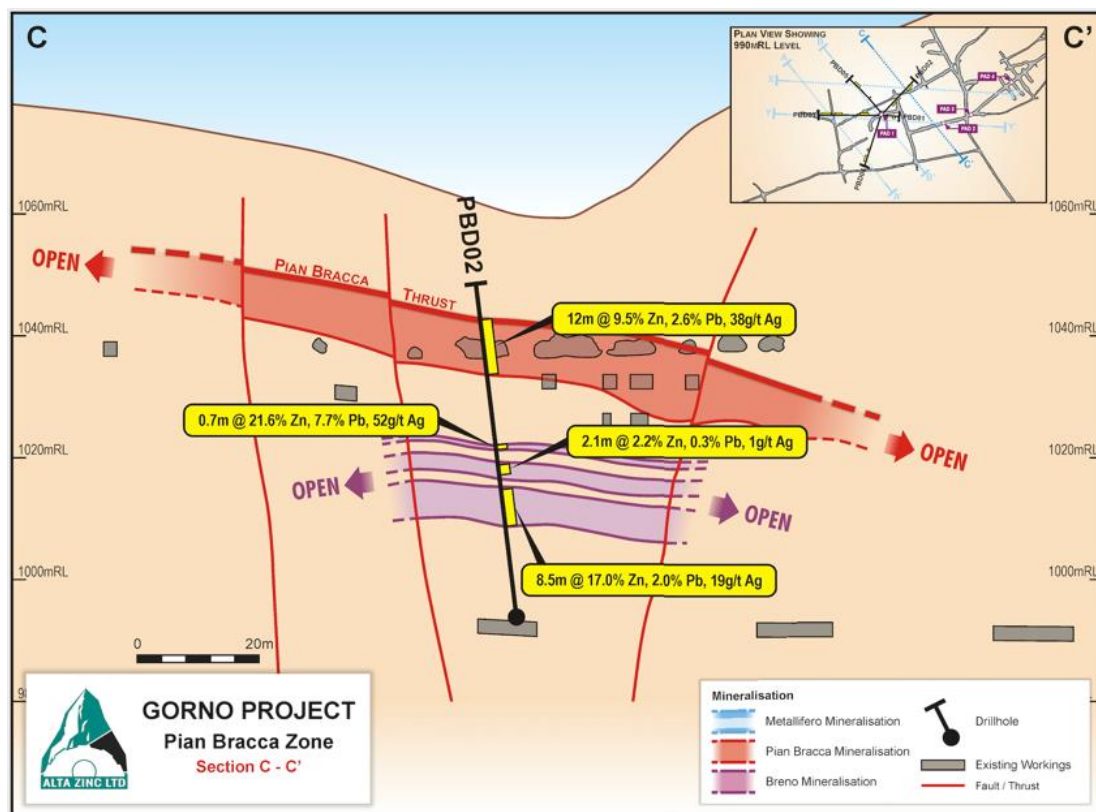 C
C'
PLAN VIEW SHOWING
990MRL LEVEL
C
PBD05
PBD02
PAD 4
X
PAD 3
PBD01
Y
Y'
PAD 1
PAD 2
C'
1060mRL
1060mRL
PBD02
OPEN
PIAN BRACCA
THRUST
12m @ 9.5% Zn, 2.6% Pb, 38g/t Ag
1040mRL
1040mRL
0.7m @ 21.6% Zn, 7.7% Pb, 52g/t Ag
2.1m @ 2.2% Zn, 0.3% Pb, 1g/t Ag
1020mRL
1020mRL
OPEN
OPEN
OPEN
8.5m @ 17.0% Zn, 2.0% Pb, 19g/t Ag
1000mRL
1000mRL
0
20m
GORNO PROJECT
Pian Bracca Zone
Section C - C'
ALTA ZINC LTD
Mineralisation
Metallifero Mineralisation
Pian Bracca Mineralisation
Breno Mineralisation
Drillhole
Existing Workings
Fault / Thrust